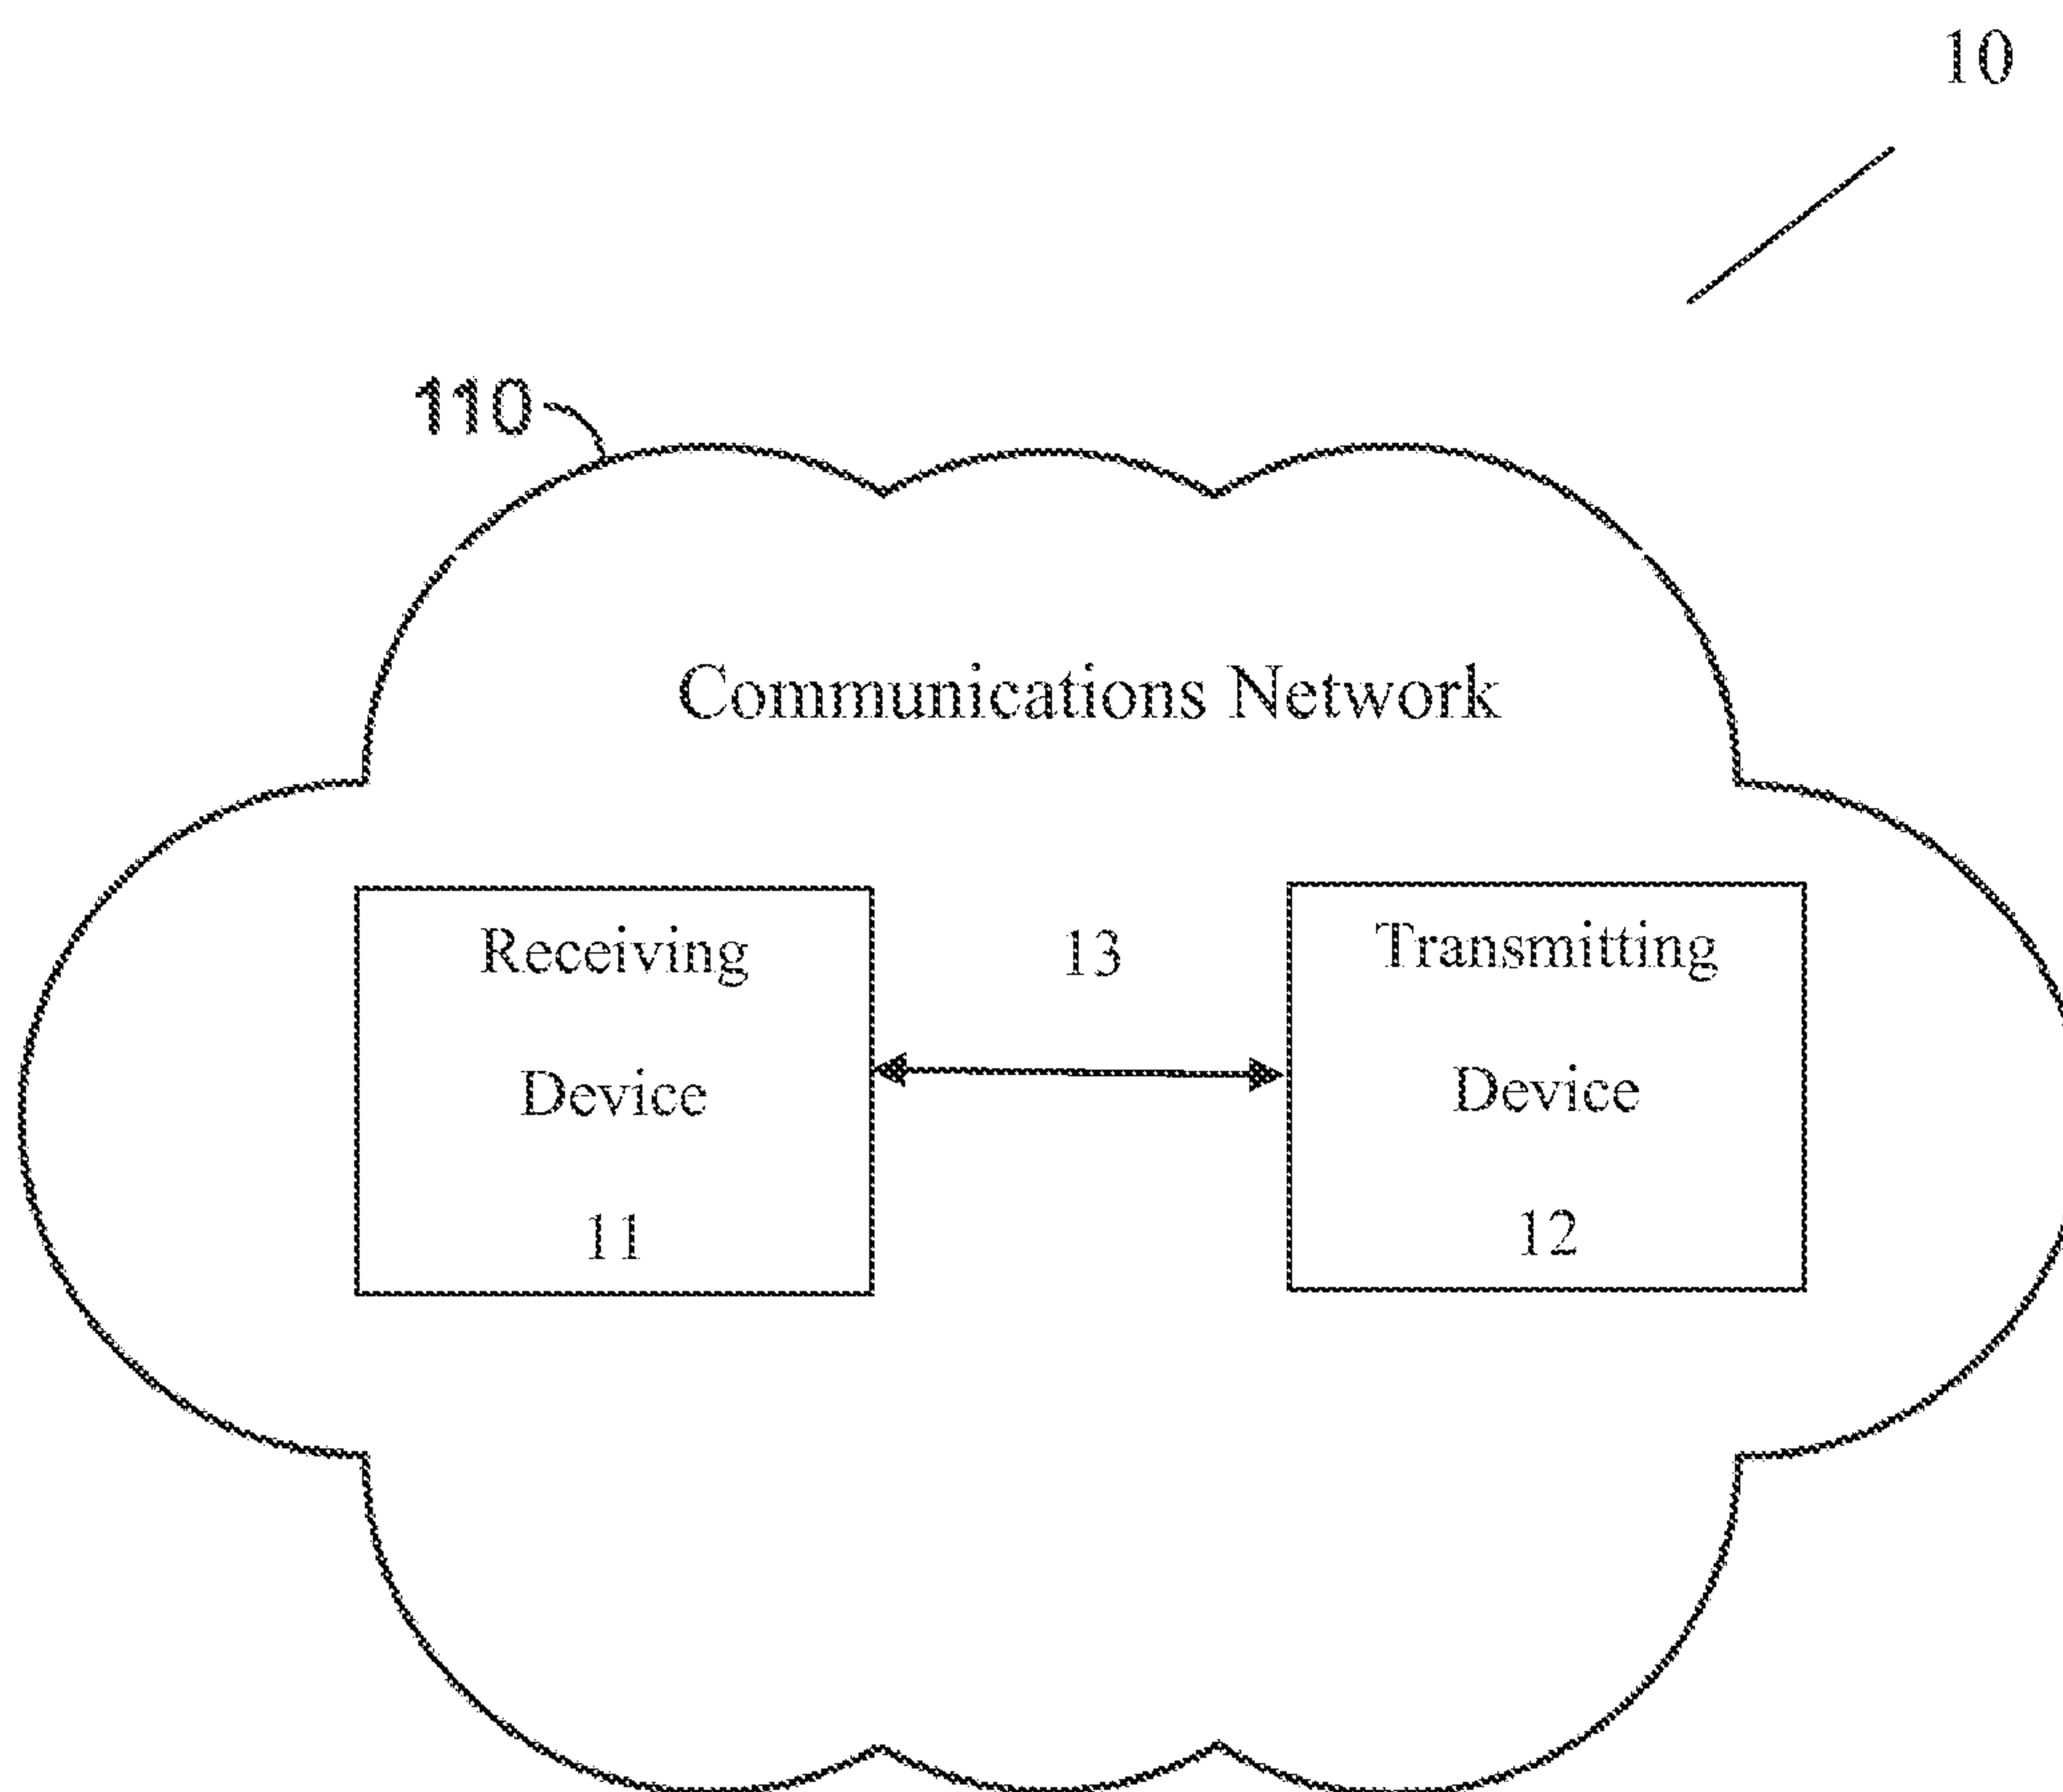 10
110
Communications Network
Receiving
Device
11
13
Transmitting
Device
12